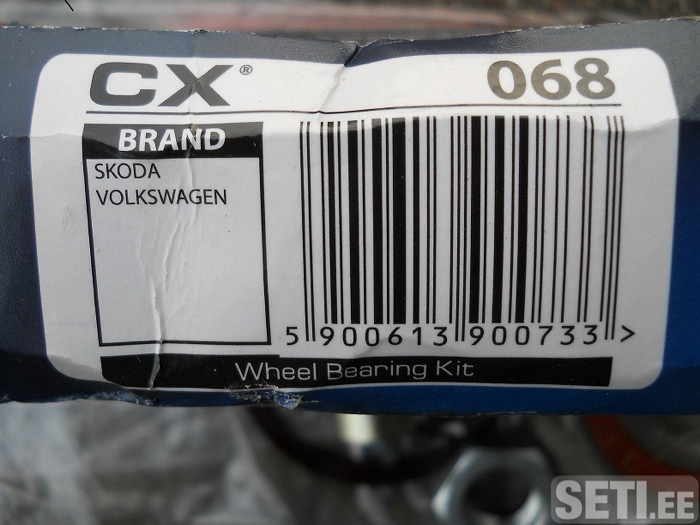 CX® 068
BRAND
SKODA
VOLKSWAGEN
5 900613 900733 >
Wheel Bearing Kit
SETI.EE